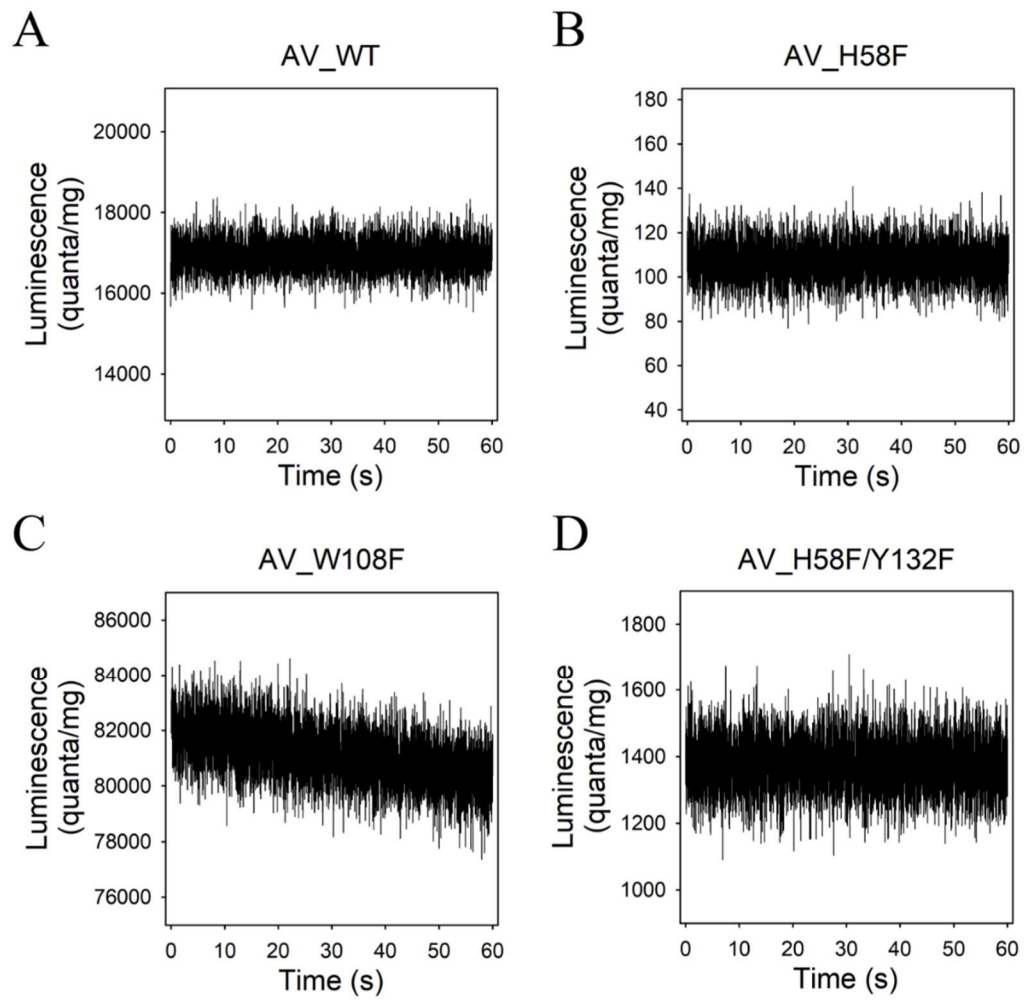 A
AV_WT
Luminescence
(quanta/mg)
20000
18000
16000
14000
0 10 20 30 40 50 60
Time (s)
B
AV_H58F
Luminescence
(quanta/mg)
180
160
140
120
100
80
60
40
0 10 20 30 40 50 60
Time (s)
C
AV_W108F
Luminescence
(quanta/mg)
86000
84000
82000
80000
78000
76000
0 10 20 30 40 50 60
Time (s)
D
AV_H58F/Y132F
Luminescence
(quanta/mg)
1800
1600
1400
1200
1000
0 10 20 30 40 50 60
Time (s)